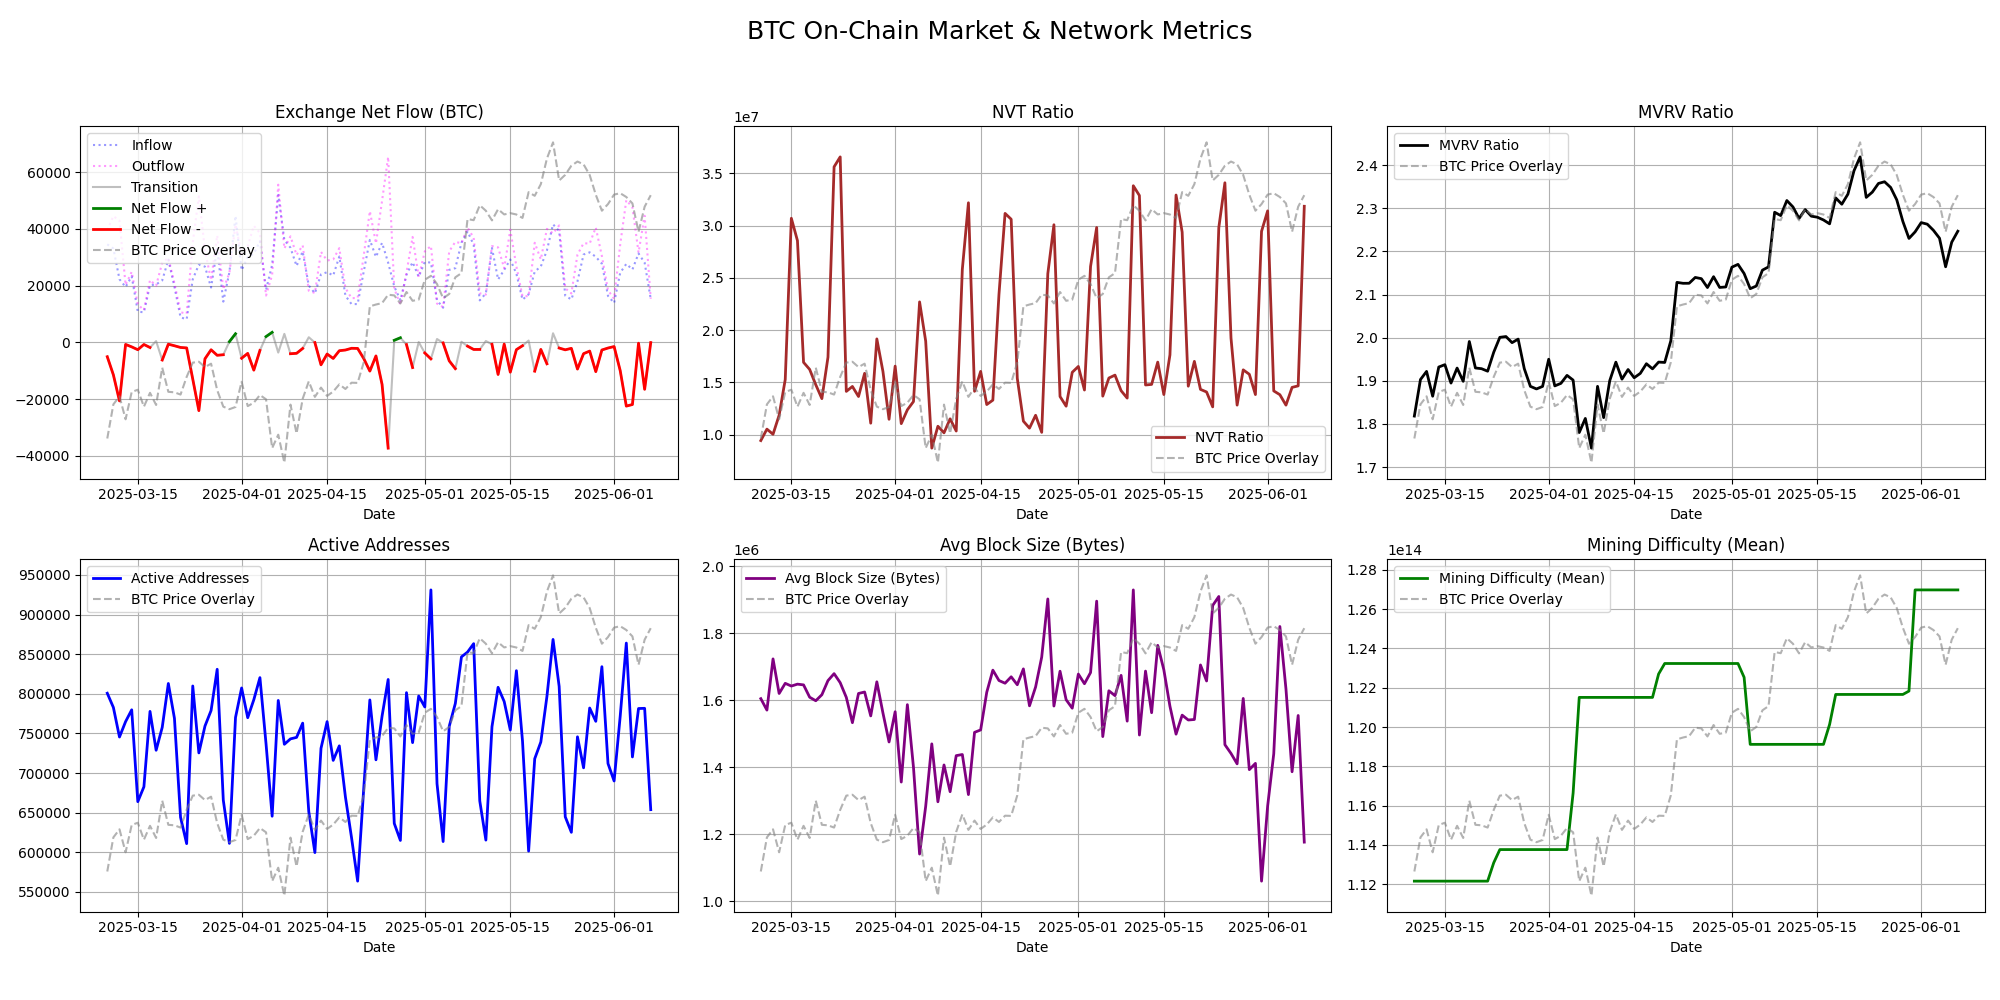 BTC On-Chain Market & Network Metrics
Exchange Net Flow (BTC)
Inflow
Outflow
Transition
Net Flow +
Net Flow -
BTC Price Overlay
60000
40000
20000
0
−20000
−40000
2025-03-15
2025-04-01
2025-04-15
2025-05-01
2025-05-15
2025-06-01
Date
NVT Ratio
1e7
3.5
3.0
2.5
2.0
1.5
1.0
NVT Ratio
BTC Price Overlay
2025-03-15
2025-04-01
2025-04-15
2025-05-01
2025-05-15
2025-06-01
Date
MVRV Ratio
MVRV Ratio
BTC Price Overlay
2.4
2.3
2.2
2.1
2.0
1.9
1.8
1.7
2025-03-15
2025-04-01
2025-04-15
2025-05-01
2025-05-15
2025-06-01
Date
Active Addresses
Active Addresses
BTC Price Overlay
950000
900000
850000
800000
750000
700000
650000
600000
550000
2025-03-15
2025-04-01
2025-04-15
2025-05-01
2025-05-15
2025-06-01
Date
Avg Block Size (Bytes)
1e6
Avg Block Size (Bytes)
BTC Price Overlay
2.0
1.8
1.6
1.4
1.2
1.0
2025-03-15
2025-04-01
2025-04-15
2025-05-01
2025-05-15
2025-06-01
Date
Mining Difficulty (Mean)
1e14
Mining Difficulty (Mean)
BTC Price Overlay
1.28
1.26
1.24
1.22
1.20
1.18
1.16
1.14
1.12
2025-03-15
2025-04-01
2025-04-15
2025-05-01
2025-05-15
2025-06-01
Date